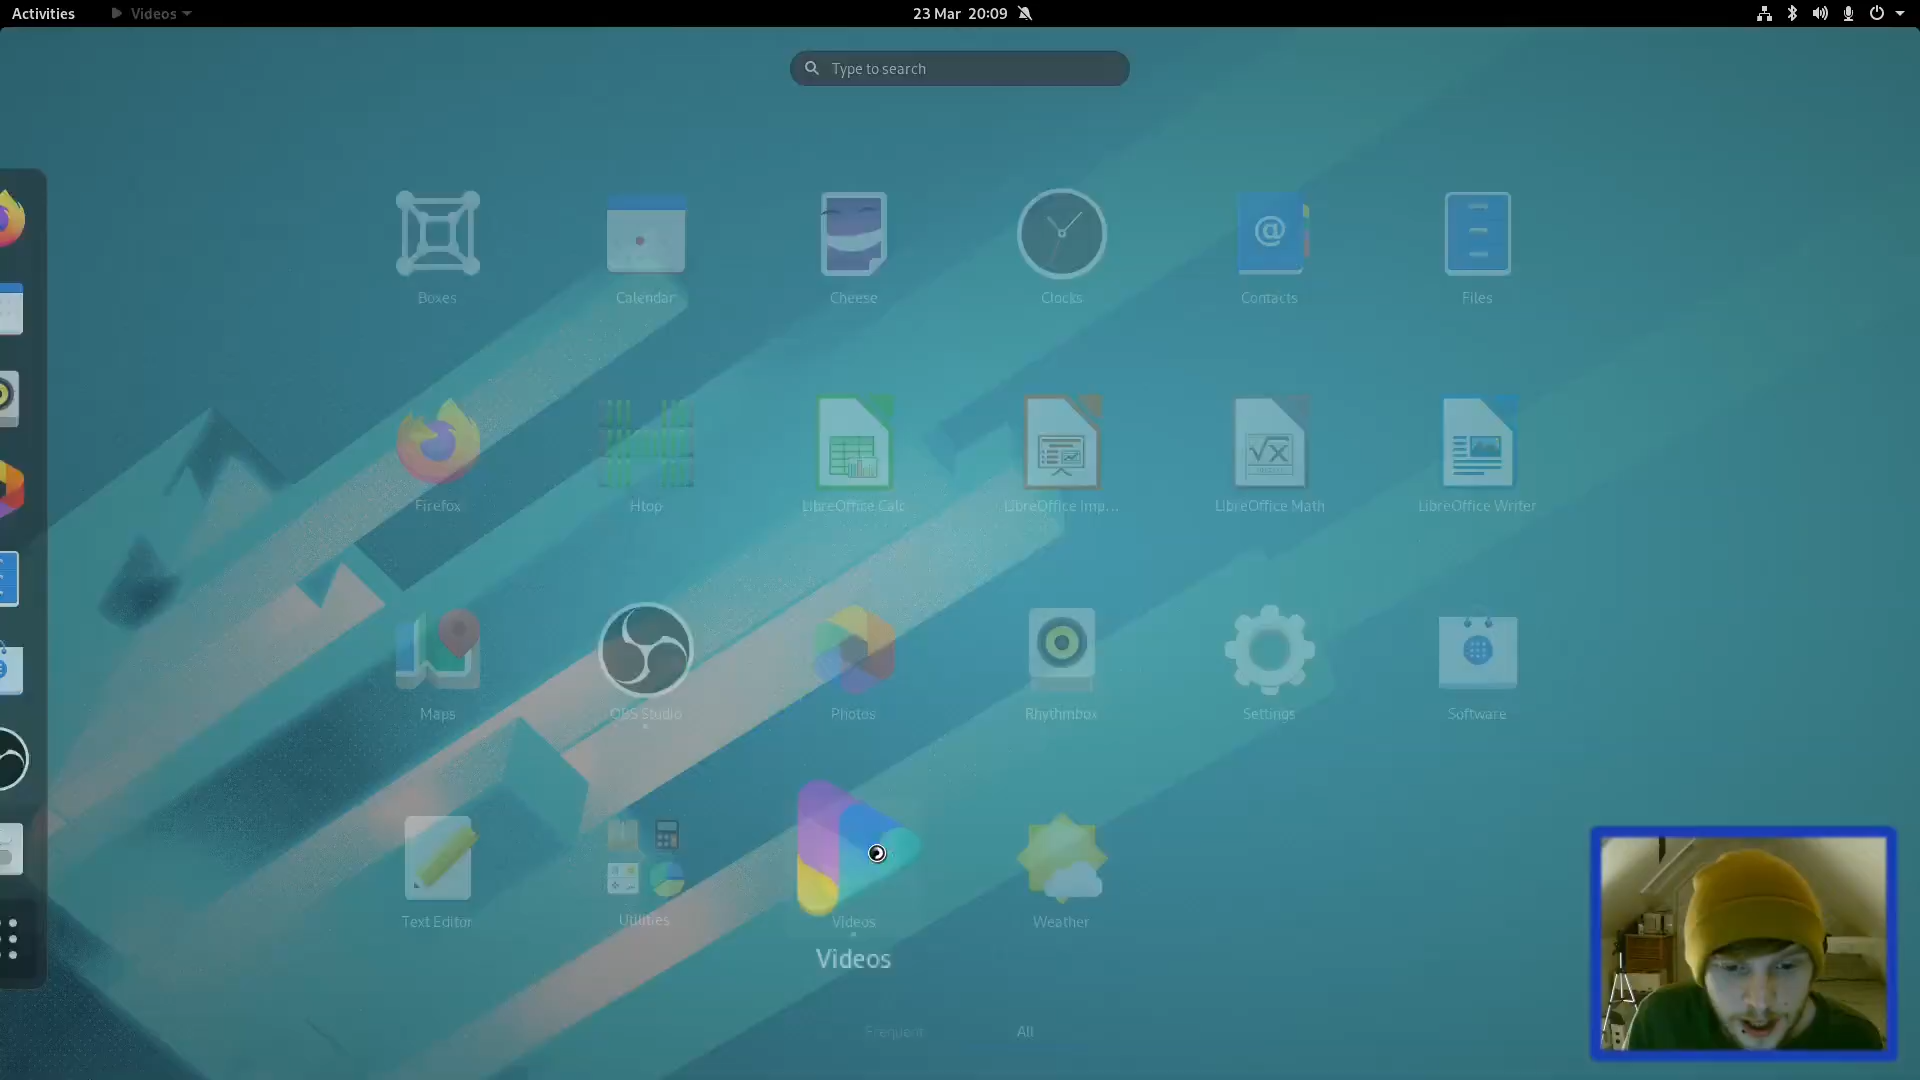 Activities
Videos
23 Mar 20:09
Type to search
Boxes
Calendar
Cheese
Clocks
Contacts
Files
Firefox
Htop
LibreOffice Calc
LibreOffice Imp...
LibreOffice Math
LibreOffice Writer
Maps
OBS Studio
Photos
Rhythmbox
Settings
Software
Text Editor
Utilities
Videos
Weather
Videos
Frequent
All